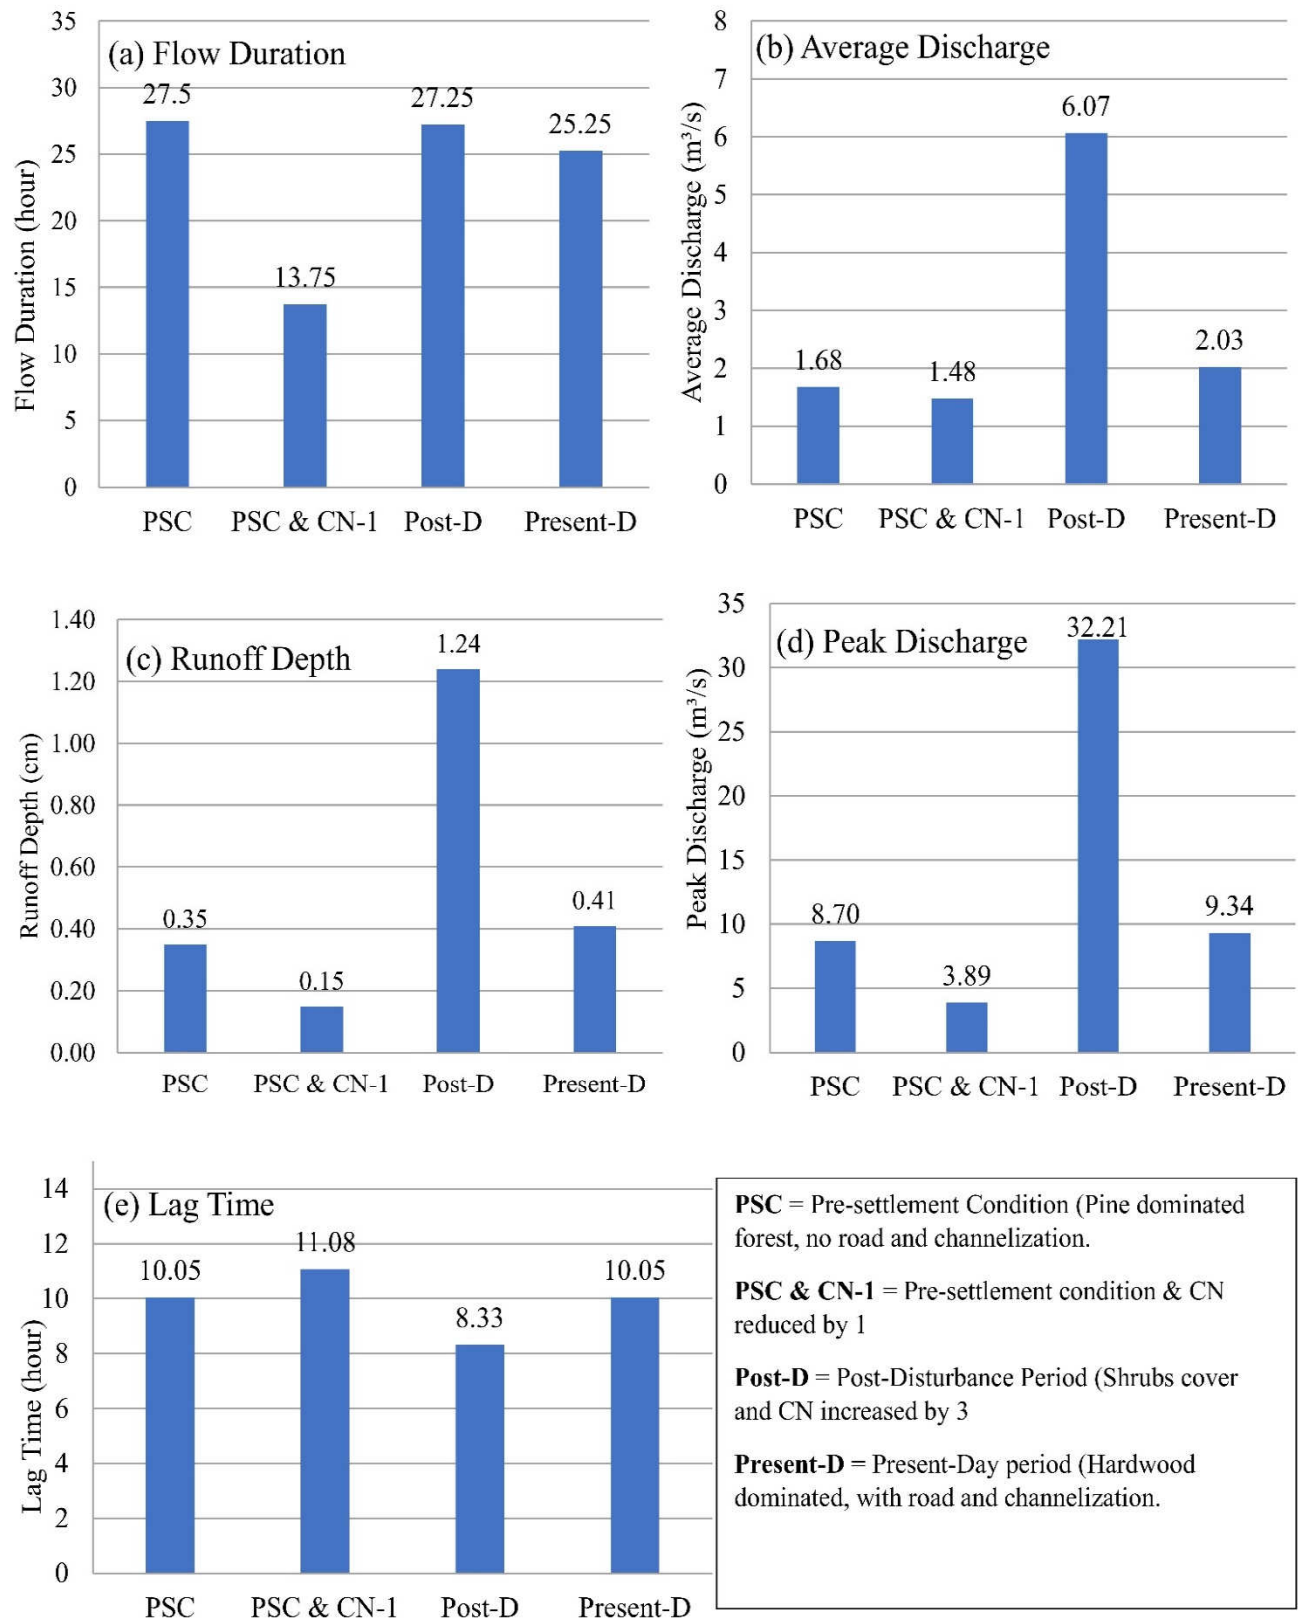 (a) Flow Duration
Flow Duration (hour)
35
30
25
20
15
10
5
0
27.5
13.75
27.25
25.25
PSC
PSC & CN-1
Post-D
Present-D
(b) Average Discharge
Average Discharge (m³/s)
8
7
6
5
4
3
2
1
0
1.68
1.48
6.07
2.03
PSC
PSC & CN-1
Post-D
Present-D
(c) Runoff Depth
Runoff Depth (cm)
1.40
1.20
1.00
0.80
0.60
0.40
0.20
0.00
0.35
0.15
1.24
0.41
PSC
PSC & CN-1
Post-D
Present-D
(d) Peak Discharge
Peak Discharge (m³/s)
35
30
25
20
15
10
5
0
8.70
3.89
32.21
9.34
PSC
PSC & CN-1
Post-D
Present-D
(e) Lag Time
Lag Time (hour)
14
12
10
8
6
4
2
0
10.05
11.08
8.33
10.05
PSC
PSC & CN-1
Post-D
Present-D
PSC = Pre-settlement Condition (Pine dominated
forest, no road and channelization.
PSC & CN-1 = Pre-settlement condition & CN
reduced by 1
Post-D = Post-Disturbance Period (Shrubs cover
and CN increased by 3
Present-D = Present-Day period (Hardwood
dominated, with road and channelization.